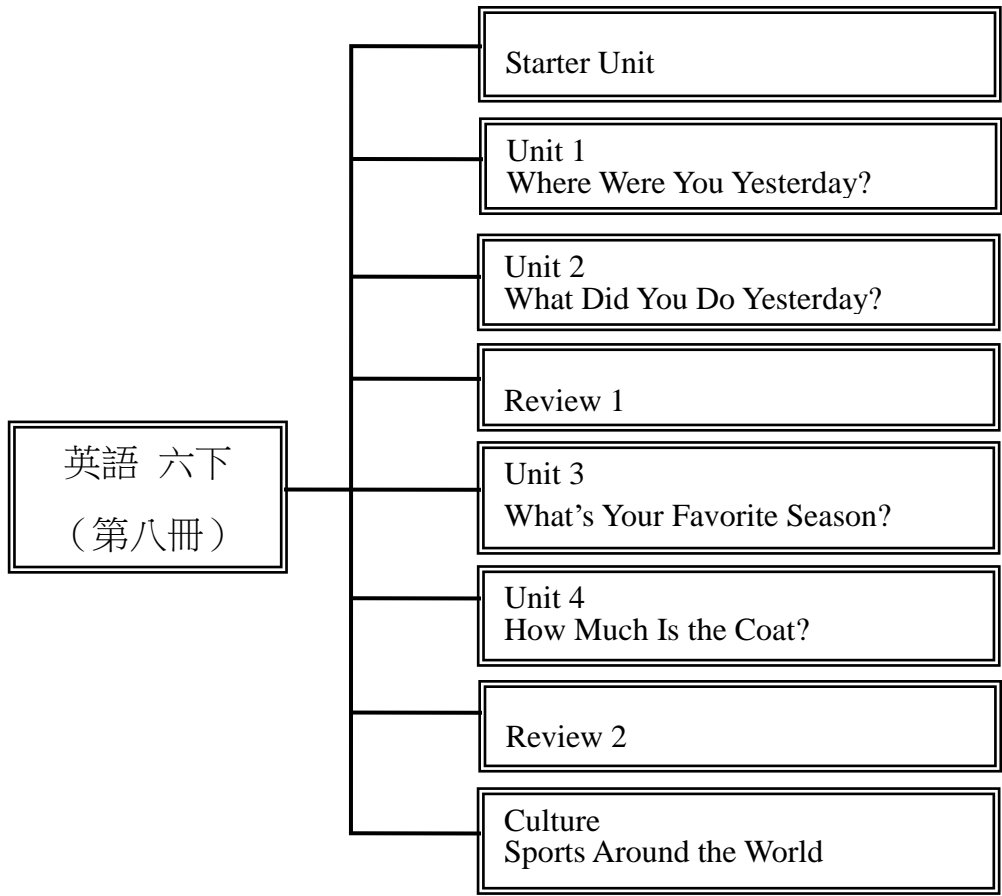 Starter Unit
Unit 1
Where Were You Yesterday?
Unit 2
What Did You Do Yesterday?
Review 1
英語 六下
（第八冊）
Unit 3
What’s Your Favorite Season?
Unit 4
How Much Is the Coat?
Review 2
Culture
Sports Around the World